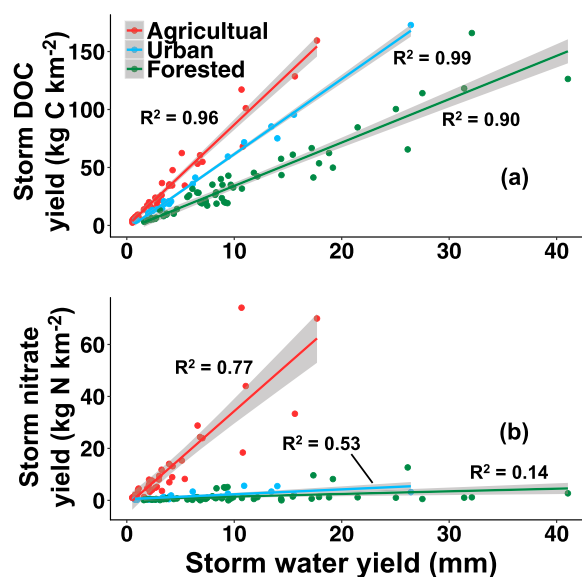 Agricultual
Urban
Forested
R² = 0.96
R² = 0.99
R² = 0.90
(a)
Storm DOC
yield (kg C km⁻²)
150
100
50
0
0
10
20
30
40
R² = 0.77
R² = 0.53
R² = 0.14
(b)
Storm nitrate
yield (kg N km⁻²)
60
40
20
0
0
10
20
30
40
Storm water yield (mm)